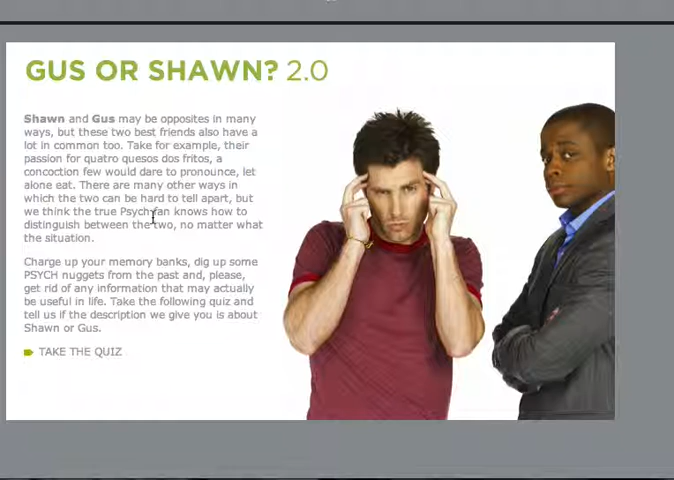 GUS OR SHAWN? 2.0
Shawn and Gus may be opposites in many
ways, but these two best friends also have a
lot in common too. Take for example, their
passion for quatro quesos dos fritos, a
concoction few would dare to pronounce, let
alone eat. There are many other ways in
which the two can be hard to tell apart, but
we think the true Psychfan knows how to
distinguish between the two, no matter what
the situation.
Charge up your memory banks, dig up some
PSYCH nuggets from the past and, please,
get rid of any information that may actually
be useful in life. Take the following quiz and
tell us if the description we give you is about
Shawn or Gus.
TAKE THE QUIZ